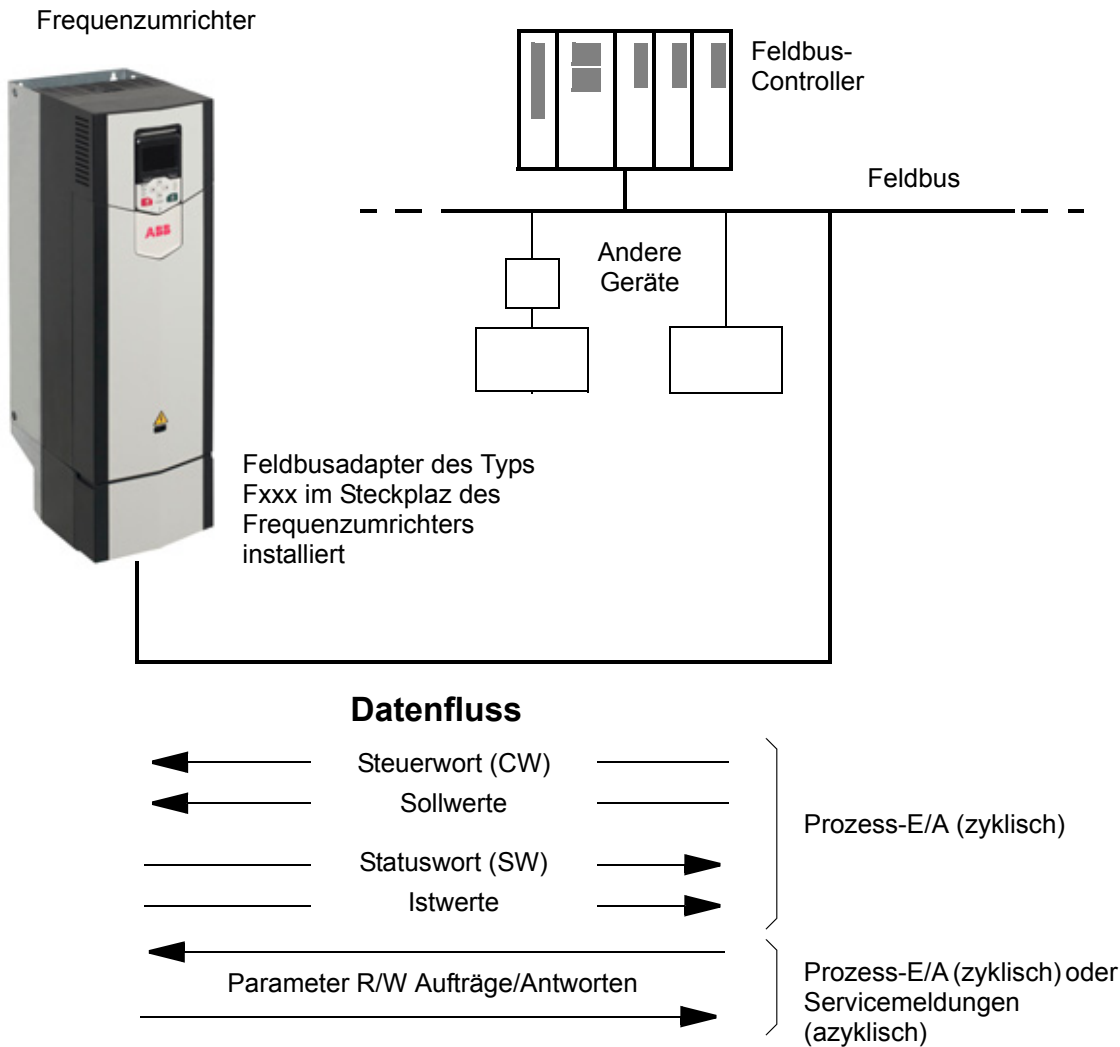 Frequenzumrichter
Feldbus-
Controller
Feldbus
Andere
Geräte
ABB
Feldbusadapter des Typs
Fxxx im Steckplaz des
Frequenzumrichters
installiert
Datenfluss
Steuerwort (CW)
Sollwerte
Prozess-E/A (zyklisch)
Statuswort (SW)
Istwerte
Parameter R/W Aufträge/Antworten
Prozess-E/A (zyklisch) oder
Servicemeldungen
(azyklisch)